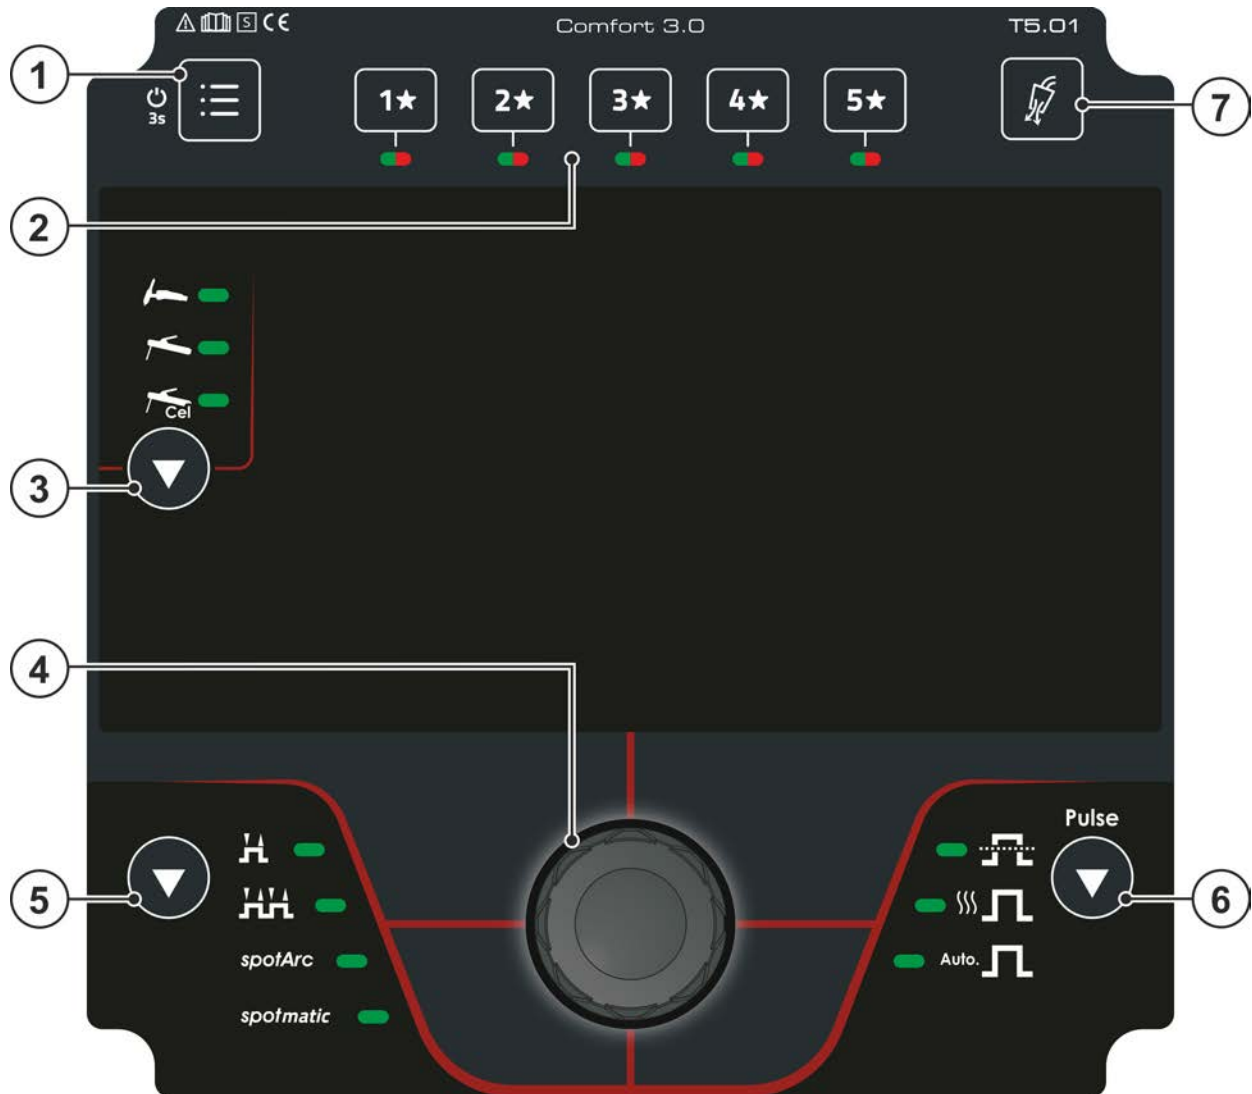 S CE Comfort 3.0 T5.01
1
3s
1★ 2★ 3★ 4★ 5★
7
2
Cel
3
4
Pulse
5
6
spotArc
Auto.
spotmatic